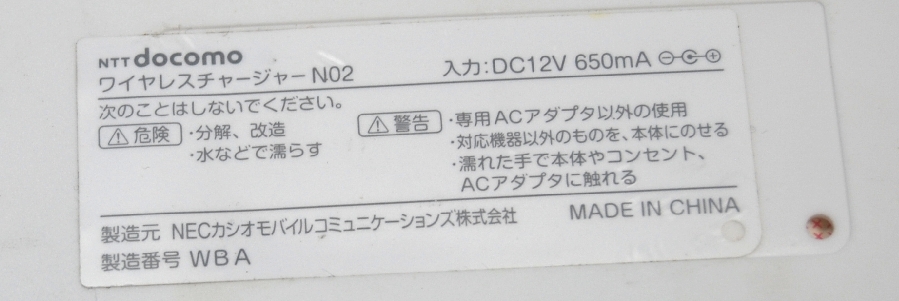 NTT docomo
ワイヤレスチャージャー N02
入力:DC12V 650mA
次のことはしないでください。
危険 ・分解、改造
・水などで濡らす
警告 ・専用ACアダプタ以外の使用
・対応機器以外のものを、本体にのせる
・濡れた手で本体やコンセント、
ACアダプタに触れる
製造元 NECカシオモバイルコミュニケーションズ株式会社
MADE IN CHINA
製造番号 WBA